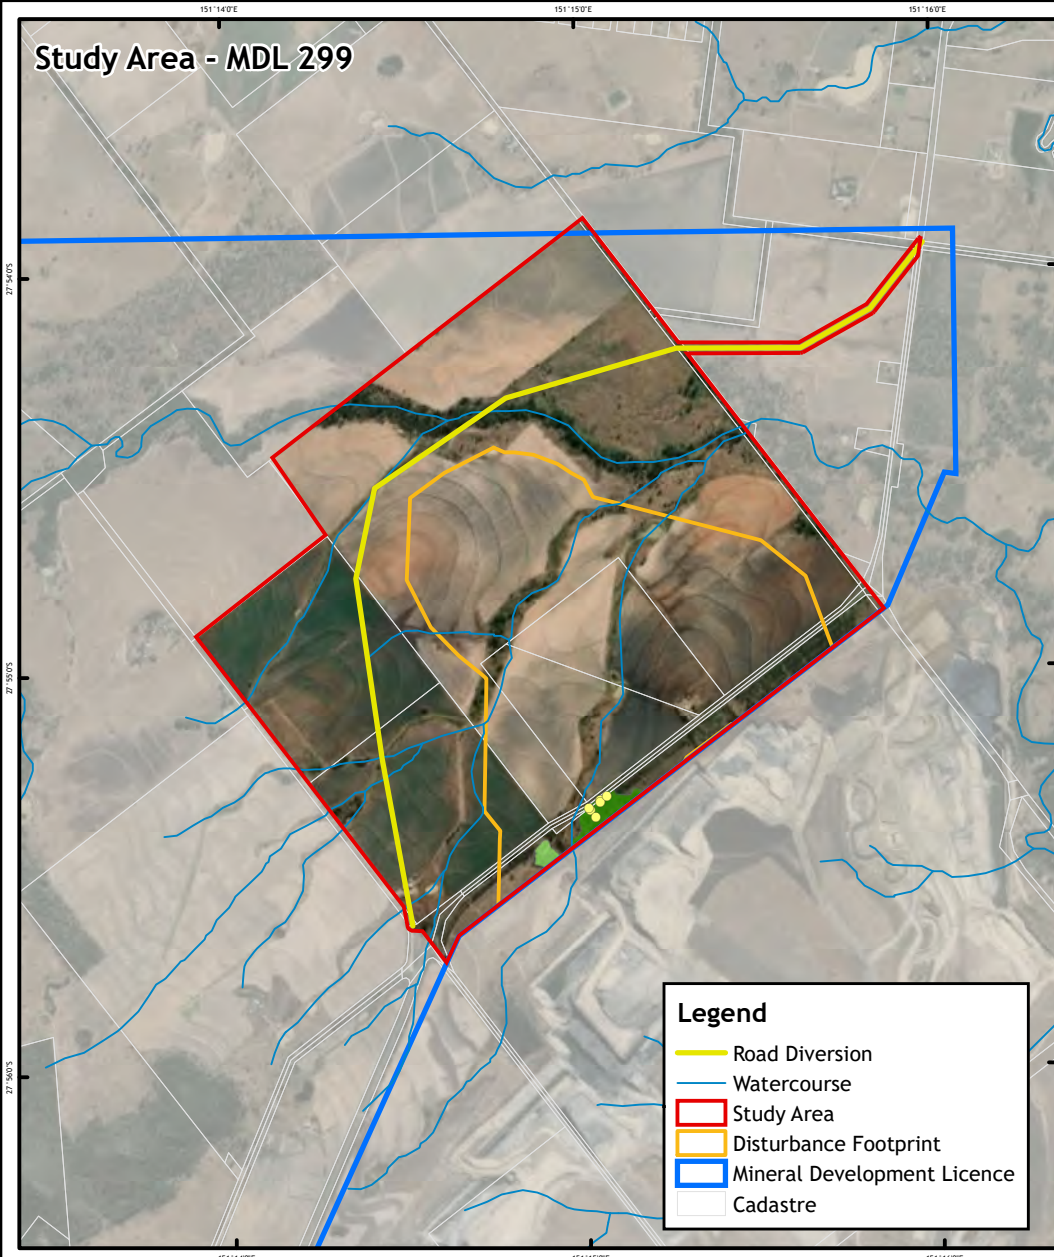 151°14'0"E
151°15'0"E
151°16'0"E
Study Area - MDL 299
27°54'0"S
27°55'0"S
27°56'0"S
Legend
Road Diversion
Watercourse
Study Area
Disturbance Footprint
Mineral Development Licence
Cadastre